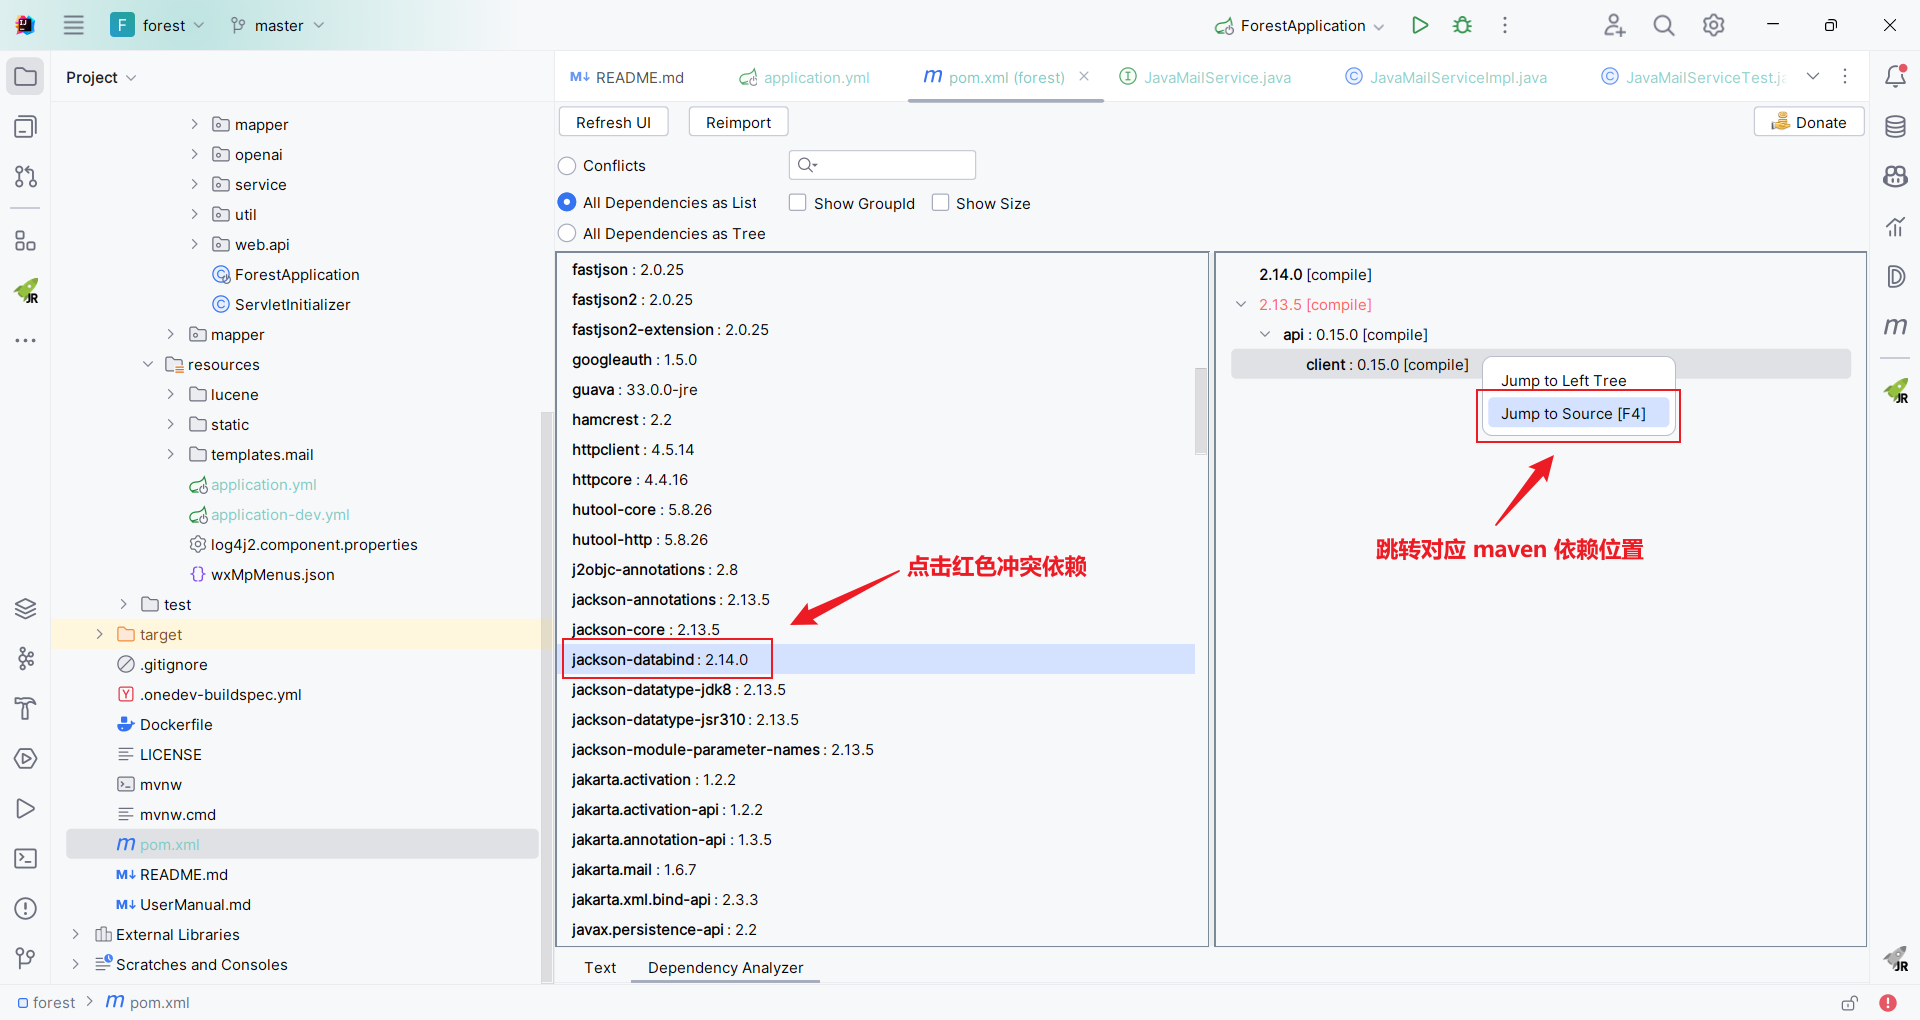 F forest master ForestApplication
Project
README.md application.yml pom.xml (forest) JavaMailService.java JavaMailServiceImpl.java JavaMailServiceTest.ja
Refresh UI Reimport Donate
Conflicts
All Dependencies as List Show GroupId Show Size
All Dependencies as Tree
mapper
openai
service
util
web.api
ForestApplication
ServletInitializer
mapper
resources
lucene
static
templates.mail
application.yml
application-dev.yml
log4j2.component.properties
wxMpMenus.json
test
target
.gitignore
.onedev-buildspec.yml
Dockerfile
LICENSE
mvnw
mvnw.cmd
pom.xml
README.md
UserManual.md
External Libraries
Scratches and Consoles
fastjson : 2.0.25
fastjson2 : 2.0.25
fastjson2-extension : 2.0.25
googleauth : 1.5.0
guava : 33.0.0-jre
hamcrest : 2.2
httpclient : 4.5.14
httpcore : 4.4.16
hutool-core : 5.8.26
hutool-http : 5.8.26
j2objc-annotations : 2.8
jackson-annotations : 2.13.5
jackson-core : 2.13.5
jackson-databind : 2.14.0
jackson-datatype-jdk8 : 2.13.5
jackson-datatype-jsr310 : 2.13.5
jackson-module-parameter-names : 2.13.5
jakarta.activation : 1.2.2
jakarta.activation-api : 1.2.2
jakarta.annotation-api : 1.3.5
jakarta.mail : 1.6.7
jakarta.xml.bind-api : 2.3.3
javax.persistence-api : 2.2
点击红色冲突依赖
2.14.0 [compile]
2.13.5 [compile]
api : 0.15.0 [compile]
client : 0.15.0 [compile]
Jump to Left Tree
Jump to Source [F4]
跳转对应 maven 依赖位置
Text Dependency Analyzer
forest pom.xml